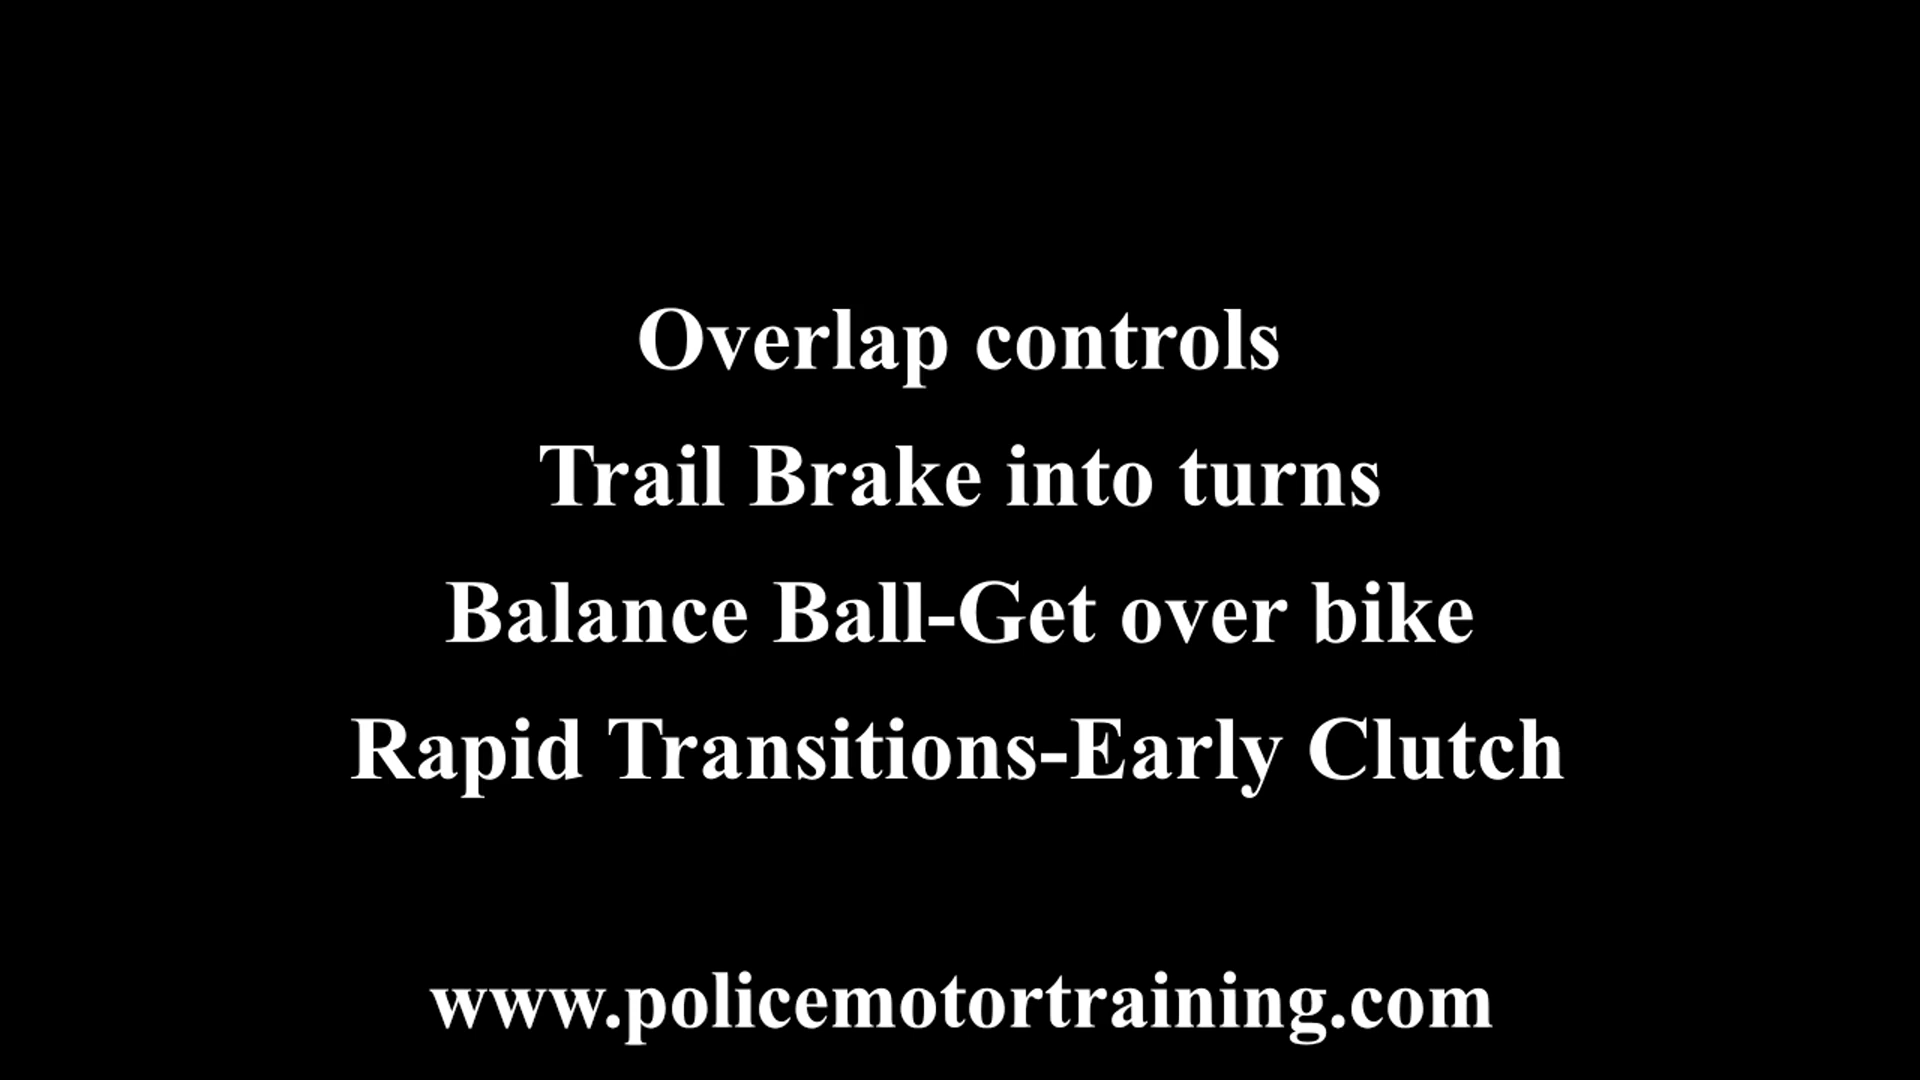 Overlap controls
Trail Brake into turns
Balance Ball-Get over bike
Rapid Transitions-Early Clutch
www.policemotortraining.com